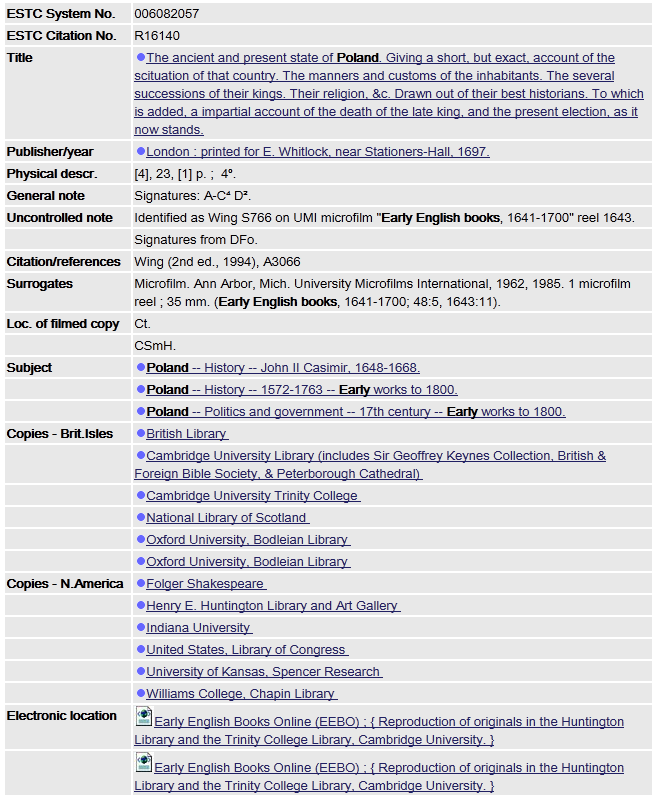 ESTC System No. 006082057
ESTC Citation No. R16140
Title The ancient and present state of Poland. Giving a short, but exact, account of the
scituation of that country. The manners and customs of the inhabitants. The several
successions of their kings. Their religion, &c. Drawn out of their best historians. To which
is added, a impartial account of the death of the late king, and the present election, as it
now stands.
Publisher/year London : printed for E. Whitlock, near Stationers-Hall, 1697.
Physical descr. [4], 23, [1] p. ; 4⁰.
General note Signatures: A-C⁴ D².
Uncontrolled note Identified as Wing S766 on UMI microfilm "Early English books, 1641-1700" reel 1643.
Signatures from DFo.
Citation/references Wing (2nd ed., 1994), A3066
Surrogates Microfilm. Ann Arbor, Mich. University Microfilms International, 1962, 1985. 1 microfilm
reel ; 35 mm. (Early English books, 1641-1700; 48:5, 1643:11).
Loc. of filmed copy Ct.
CSmH.
Subject Poland -- History -- John II Casimir, 1648-1668.
Poland -- History -- 1572-1763 -- Early works to 1800.
Poland -- Politics and government -- 17th century -- Early works to 1800.
Copies - Brit.Isles British Library
Cambridge University Library (includes Sir Geoffrey Keynes Collection, British &
Foreign Bible Society, & Peterborough Cathedral)
Cambridge University Trinity College
National Library of Scotland
Oxford University, Bodleian Library
Oxford University, Bodleian Library
Copies - N.America Folger Shakespeare
Henry E. Huntington Library and Art Gallery
Indiana University
United States, Library of Congress
University of Kansas, Spencer Research
Williams College, Chapin Library
Electronic location Early English Books Online (EEBO) ; { Reproduction of originals in the Huntington
Library and the Trinity College Library, Cambridge University. }
Early English Books Online (EEBO) ; { Reproduction of originals in the Huntington
Library and the Trinity College Library, Cambridge University. }